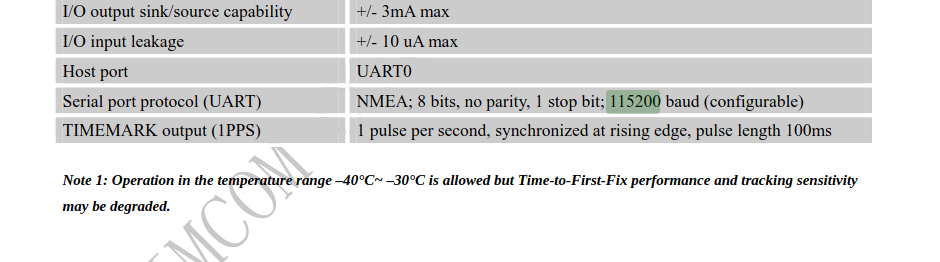 I/O output sink/source capability +/- 3mA max
I/O input leakage +/- 10 uA max
Host port UART0
Serial port protocol (UART) NMEA; 8 bits, no parity, 1 stop bit; 115200 baud (configurable)
TIMEMARK output (1PPS) 1 pulse per second, synchronized at rising edge, pulse length 100ms
Note 1: Operation in the temperature range –40°C~ –30°C is allowed but Time-to-First-Fix performance and tracking sensitivity
may be degraded.
MCOM